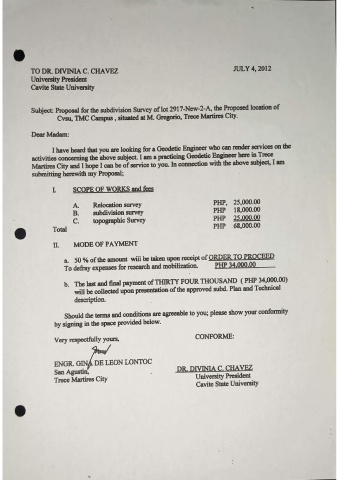 JULY 4, 2012
TO DR. DIVINIA C. CHAVEZ
University President
Cavite State University
Subject: Proposal for the subdivision Survey of lot 2917-New-2-A, the Proposed location of
Cvsu, TMC Campus , situated at M. Gregorio, Trece Martires City.
Dear Madam:
I have heard that you are looking for a Geodetic Engineer who can render services on the
activities concerning the above subject. I am a practicing Geodetic Engineer here in Trece
Martires City and I hope I can be of service to you. In connection with the above subject, I am
submitting herewith my Proposal;
I. SCOPE OF WORKS and fees
A. Relocation survey PHP, 25,000.00
B. subdivision survey PHP 18,000.00
C. topographic Survey PHP 25,000.00
Total PHP 68,000.00
II. MODE OF PAYMENT
a. 50 % of the amount will be taken upon receipt of ORDER TO PROCEED
To defray expenses for research and mobilization. PHP 34,000.00
b. The last and final payment of THIRTY FOUR THOUSAND ( PHP 34,000.00)
will be collected upon presentation of the approved subd. Plan and Technical
description.
Should the terms and conditions are agreeable to you; please show your conformity
by signing in the space provided below.
Very respectfully yours, CONFORME:
ENGR. GINA DE LEON LONTOC
San Agustin,
Trece Martires City
DR. DIVINIA C. CHAVEZ
University President
Cavite State University